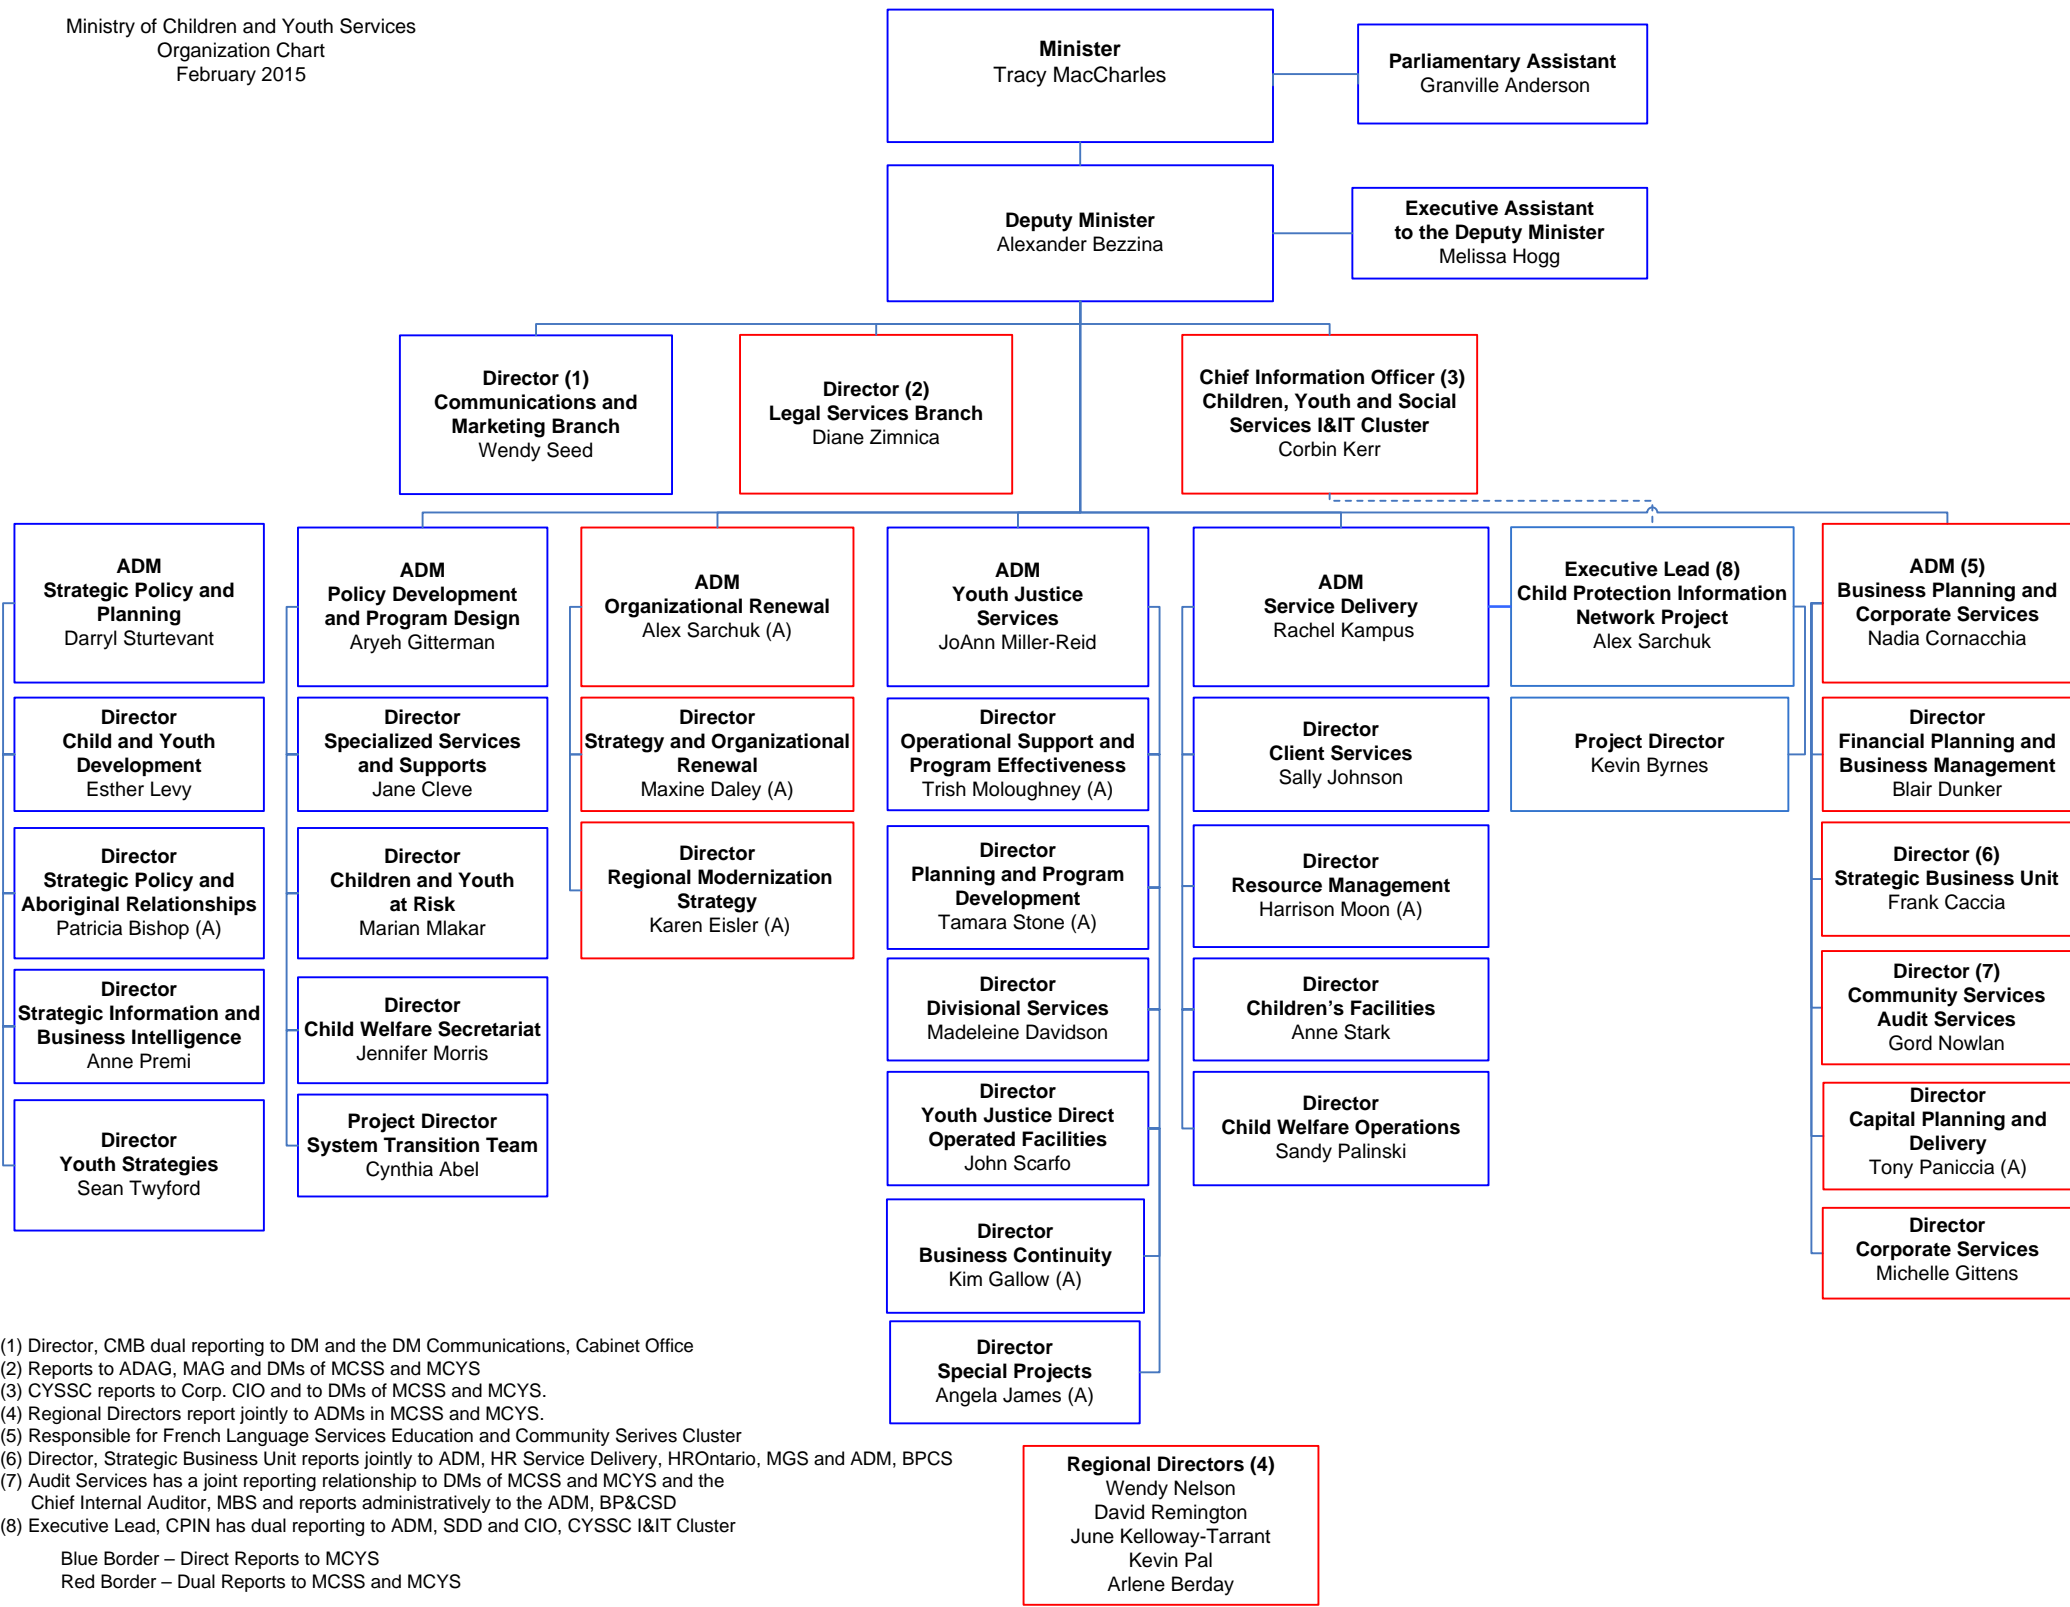 Ministry of Children and Youth Services
Organization Chart
February 2015
Minister
Tracy MacCharles
Parliamentary Assistant
Granville Anderson
Deputy Minister
Alexander Bezzina
Executive Assistant
to the Deputy Minister
Melissa Hogg
Director (1)
Communications and
Marketing Branch
Wendy Seed
Director (2)
Legal Services Branch
Diane Zimnica
Chief Information Officer (3)
Children, Youth and Social
Services I&IT Cluster
Corbin Kerr
ADM
Strategic Policy and
Planning
Darryl Sturtevant
Director
Child and Youth
Development
Esther Levy
Director
Strategic Policy and
Aboriginal Relationships
Patricia Bishop (A)
Director
Strategic Information and
Business Intelligence
Anne Premi
Director
Youth Strategies
Sean Twyford
ADM
Policy Development
and Program Design
Aryeh Gitterman
Director
Specialized Services
and Supports
Jane Cleve
Director
Children and Youth
at Risk
Marian Mlakar
Director
Child Welfare Secretariat
Jennifer Morris
Project Director
System Transition Team
Cynthia Abel
ADM
Organizational Renewal
Alex Sarchuk (A)
Director
Strategy and Organizational
Renewal
Maxine Daley (A)
Director
Regional Modernization
Strategy
Karen Eisler (A)
ADM
Youth Justice
Services
JoAnn Miller-Reid
Director
Operational Support and
Program Effectiveness
Trish Moloughney (A)
Director
Planning and Program
Development
Tamara Stone (A)
Director
Divisional Services
Madeleine Davidson
Director
Youth Justice Direct
Operated Facilities
John Scarfo
Director
Business Continuity
Kim Gallow (A)
Director
Special Projects
Angela James (A)
ADM
Service Delivery
Rachel Kampus
Director
Client Services
Sally Johnson
Director
Resource Management
Harrison Moon (A)
Director
Children’s Facilities
Anne Stark
Director
Child Welfare Operations
Sandy Palinski
Executive Lead (8)
Child Protection Information
Network Project
Alex Sarchuk
Project Director
Kevin Byrnes
ADM (5)
Business Planning and
Corporate Services
Nadia Cornacchia
Director
Financial Planning and
Business Management
Blair Dunker
Director (6)
Strategic Business Unit
Frank Caccia
Director (7)
Community Services
Audit Services
Gord Nowlan
Director
Capital Planning and
Delivery
Tony Paniccia (A)
Director
Corporate Services
Michelle Gittens
(1) Director, CMB dual reporting to DM and the DM Communications, Cabinet Office
(2) Reports to ADAG, MAG and DMs of MCSS and MCYS
(3) CYSSC reports to Corp. CIO and to DMs of MCSS and MCYS.
(4) Regional Directors report jointly to ADMs in MCSS and MCYS.
(5) Responsible for French Language Services Education and Community Serives Cluster
(6) Director, Strategic Business Unit reports jointly to ADM, HR Service Delivery, HROntario, MGS and ADM, BPCS
(7) Audit Services has a joint reporting relationship to DMs of MCSS and MCYS and the
Chief Internal Auditor, MBS and reports administratively to the ADM, BP&CSD
(8) Executive Lead, CPIN has dual reporting to ADM, SDD and CIO, CYSSC I&IT Cluster
Blue Border – Direct Reports to MCYS
Red Border – Dual Reports to MCSS and MCYS
Regional Directors (4)
Wendy Nelson
David Remington
June Kelloway-Tarrant
Kevin Pal
Arlene Berday